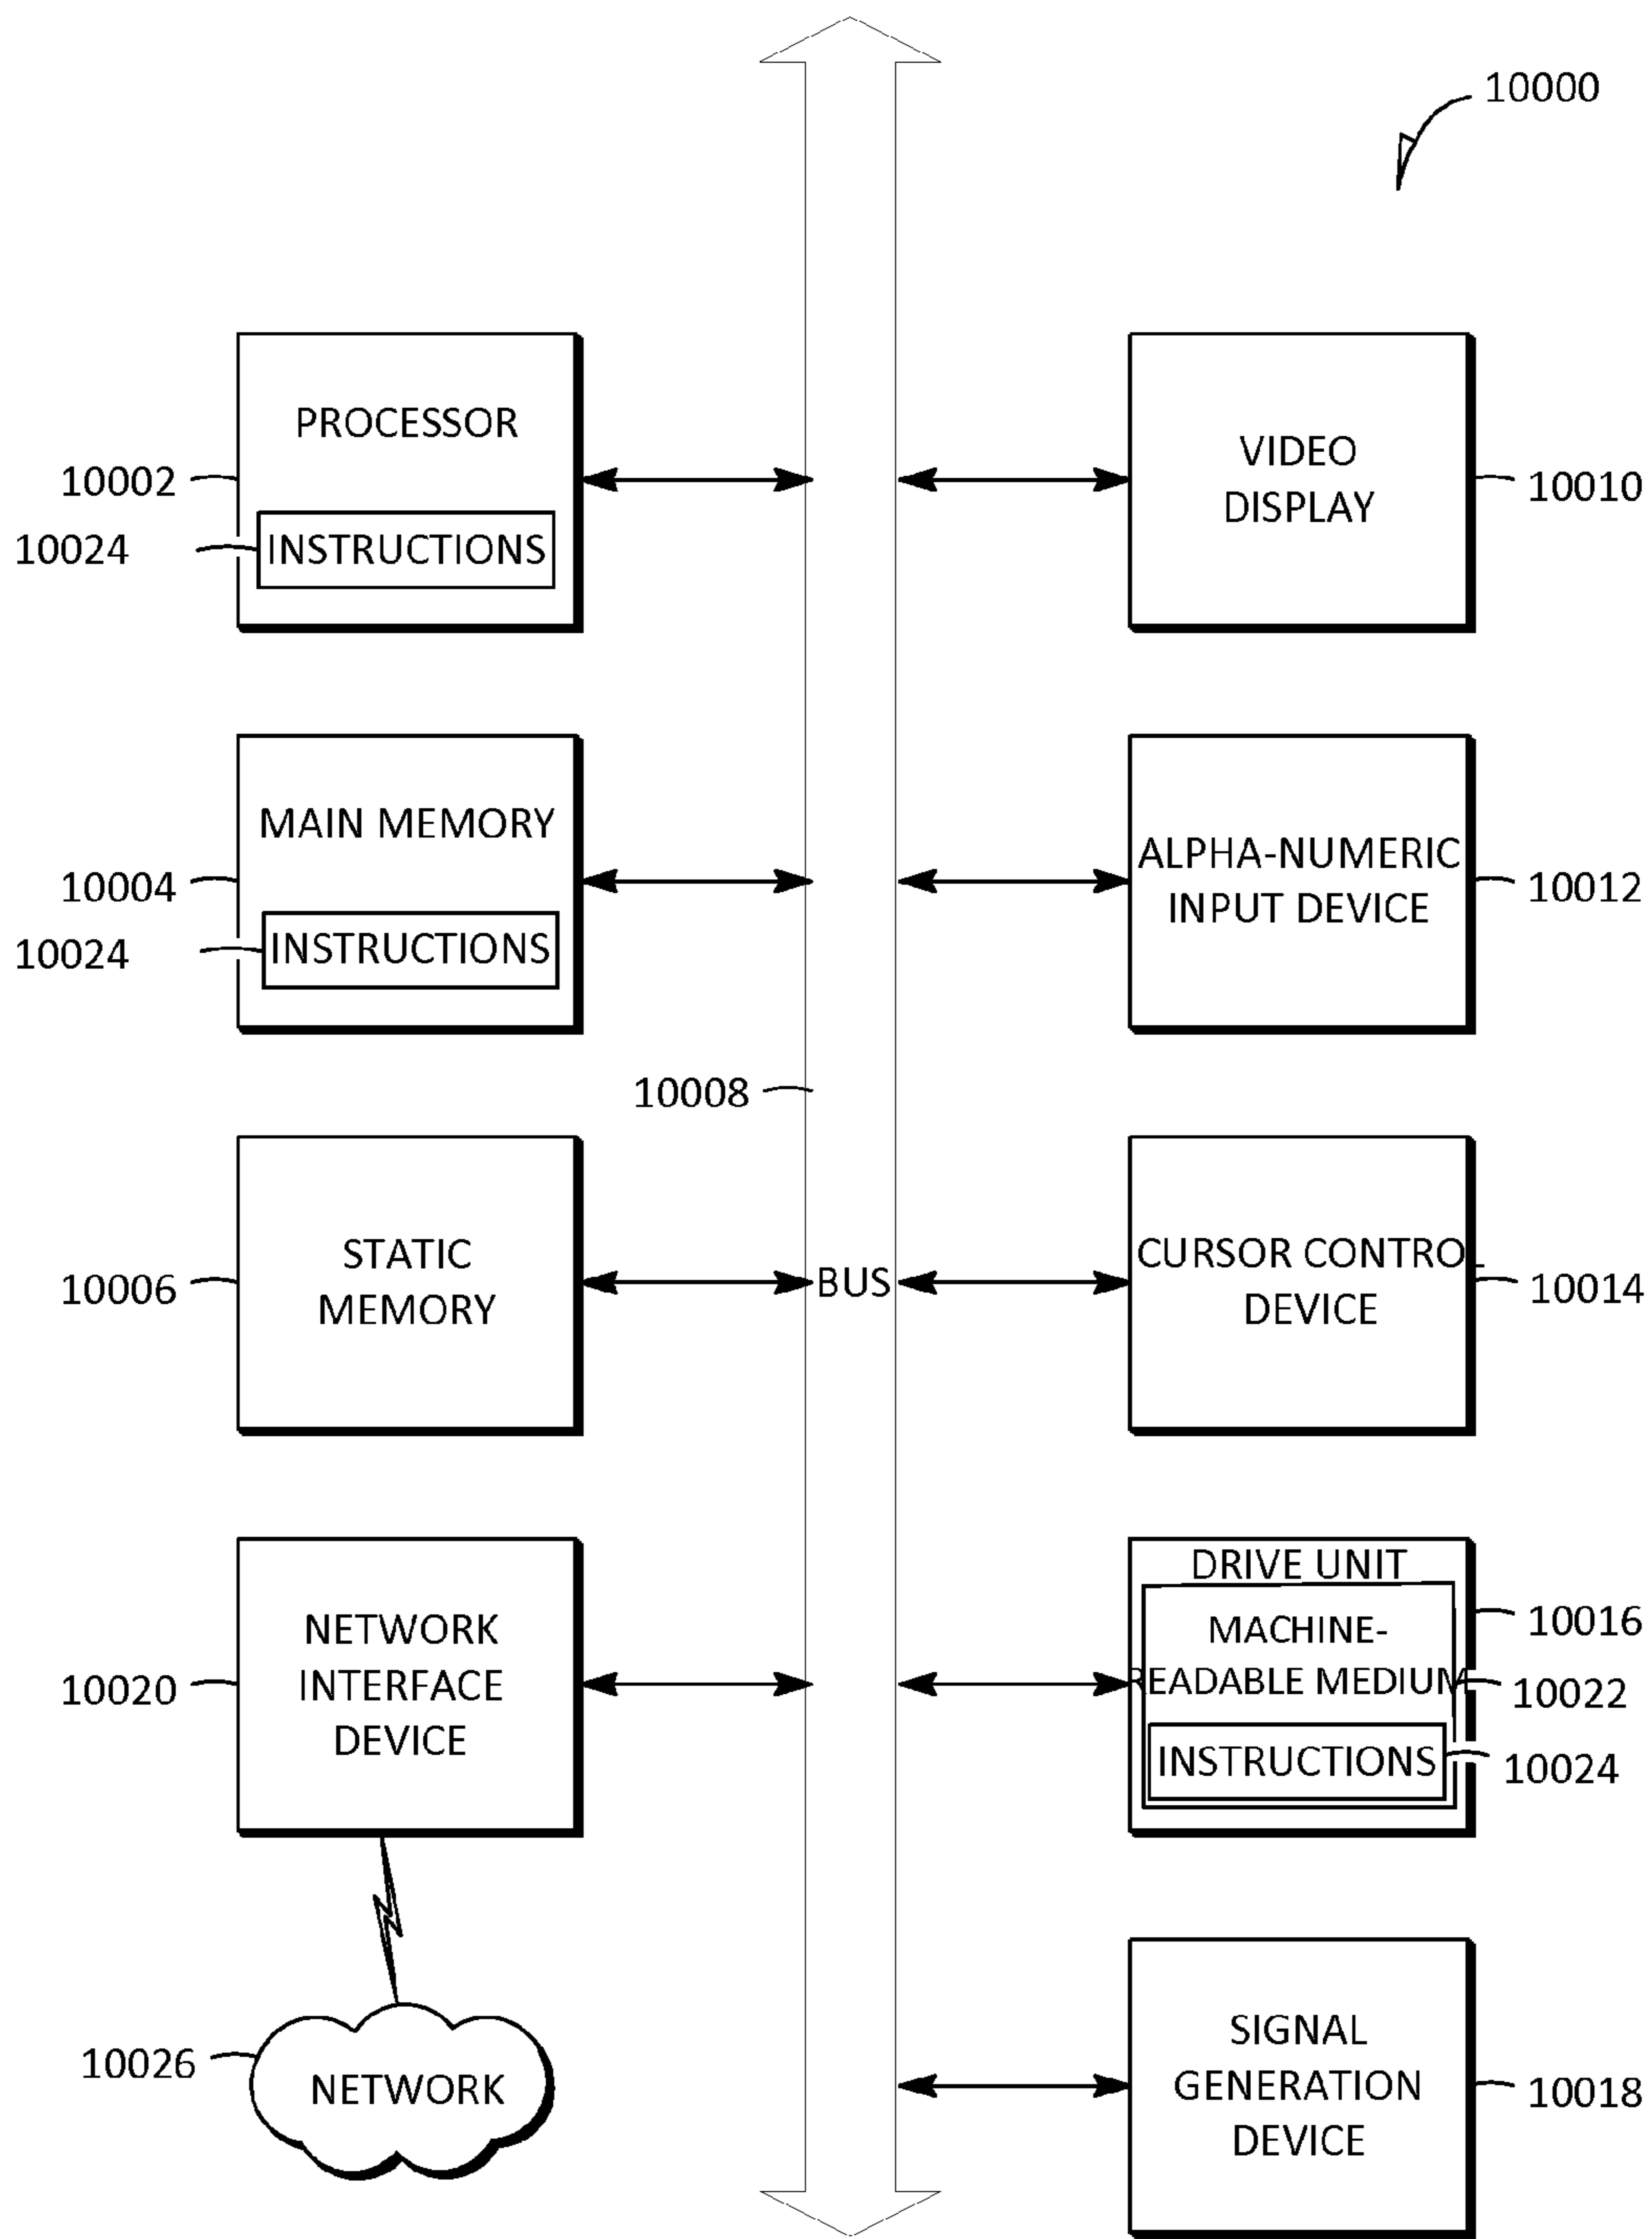 10000
PROCESSOR
10002
10024
INSTRUCTIONS
VIDEO
DISPLAY
10010
MAIN MEMORY
10004
10024
INSTRUCTIONS
ALPHA-NUMERIC
INPUT DEVICE
10012
10008
STATIC
MEMORY
10006
BUS
CURSOR CONTROL
DEVICE
10014
NETWORK
INTERFACE
DEVICE
10020
DRIVE UNIT
10016
MACHINE-
READABLE MEDIUM
10022
INSTRUCTIONS
10024
10026
NETWORK
SIGNAL
GENERATION
DEVICE
10018